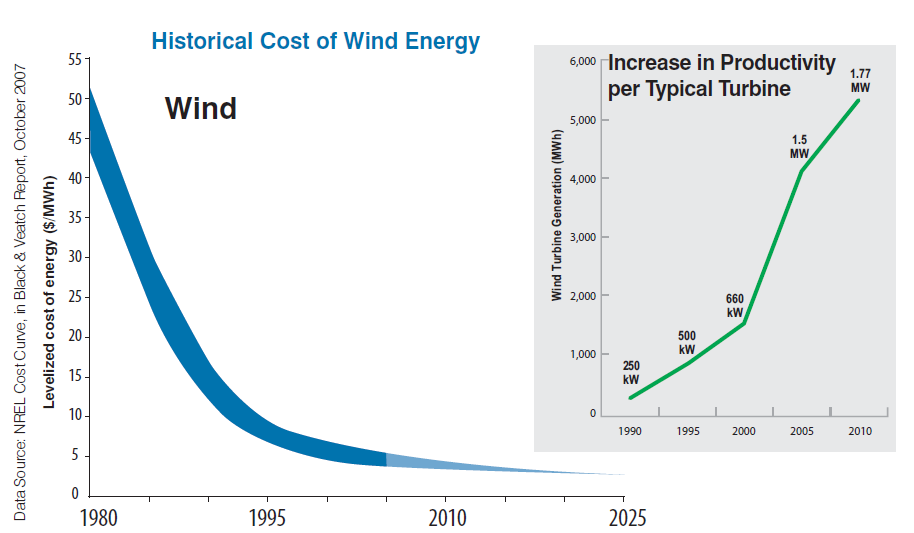 Historical Cost of Wind Energy
Wind
Data Source: NREL Cost Curve, in Black & Veatch Report, October 2007
Levelized cost of energy ($/MWh)
55
50
45
40
35
30
25
20
15
10
5
0
1980
1995
2010
2025
Increase in Productivity
per Typical Turbine
Wind Turbine Generation (MWh)
6,000
5,000
4,000
3,000
2,000
1,000
0
250
kW
500
kW
660
kW
1.5
MW
1.77
MW
1990
1995
2000
2005
2010